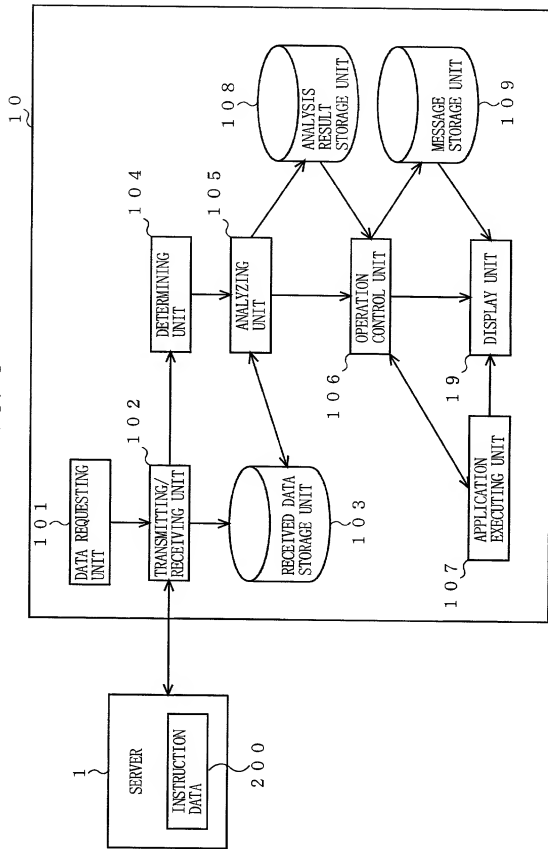 10
1
SERVER
INSTRUCTION
DATA
200
101
DATA REQUESTING
UNIT
102
TRANSMITTING/
RECEIVING UNIT
RECEIVED DATA
STORAGE UNIT
103
104
DETERMINING
UNIT
105
ANALYZING
UNIT
108
ANALYSIS
RESULT
STORAGE UNIT
OPERATION
CONTROL UNIT
106
MESSAGE
STORAGE UNIT
109
APPLICATION
EXECUTING UNIT
107
DISPLAY UNIT
19